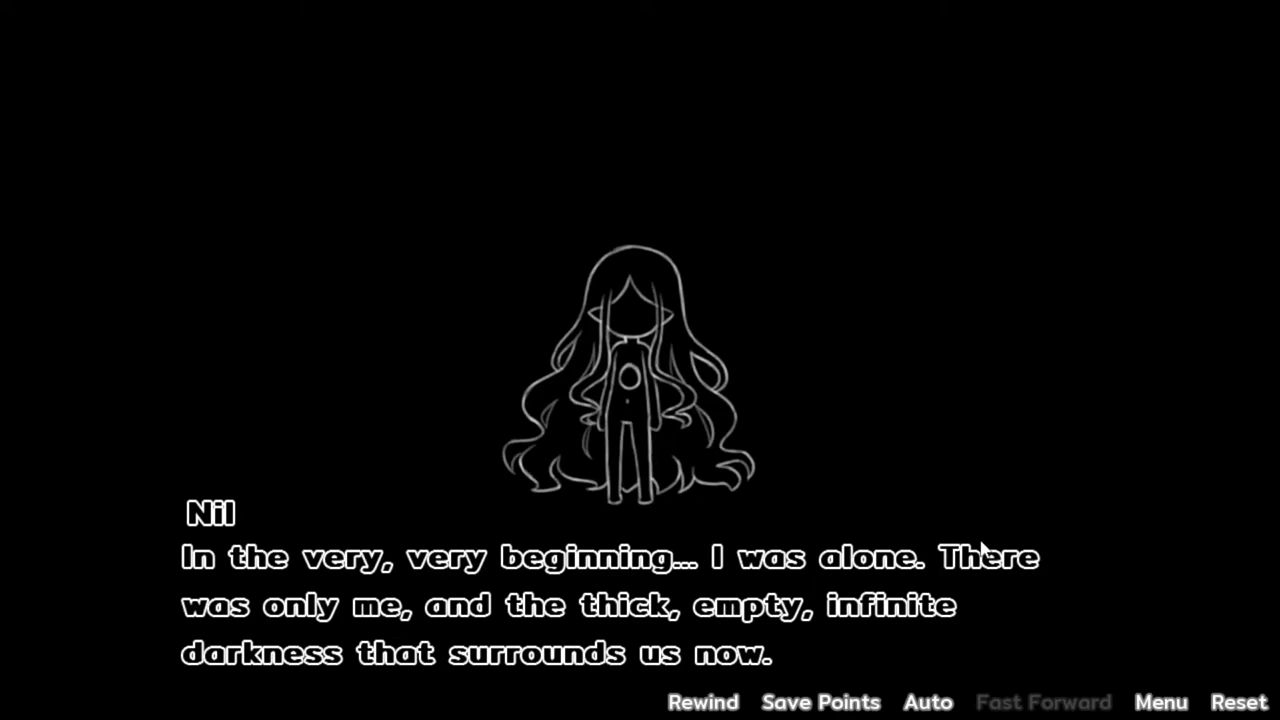 Nil
In the very, very beginning... I was alone. There
was only me, and the thick, empty, infinite
darkness that surrounds us now.
Rewind Save Points Auto Fast Forward Menu Reset